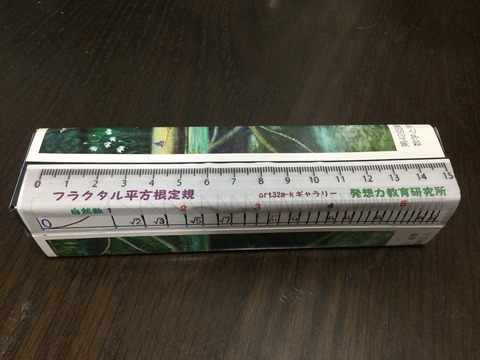 0 1 2 3 4 5 6 7 8 9 10 11 12 13 14 15
フラクタル平方根定規 art32m-kギャラリー 発想力教育研究所
自然数 1 2 3 4 5
0 √2 √3 √5 √6 √7